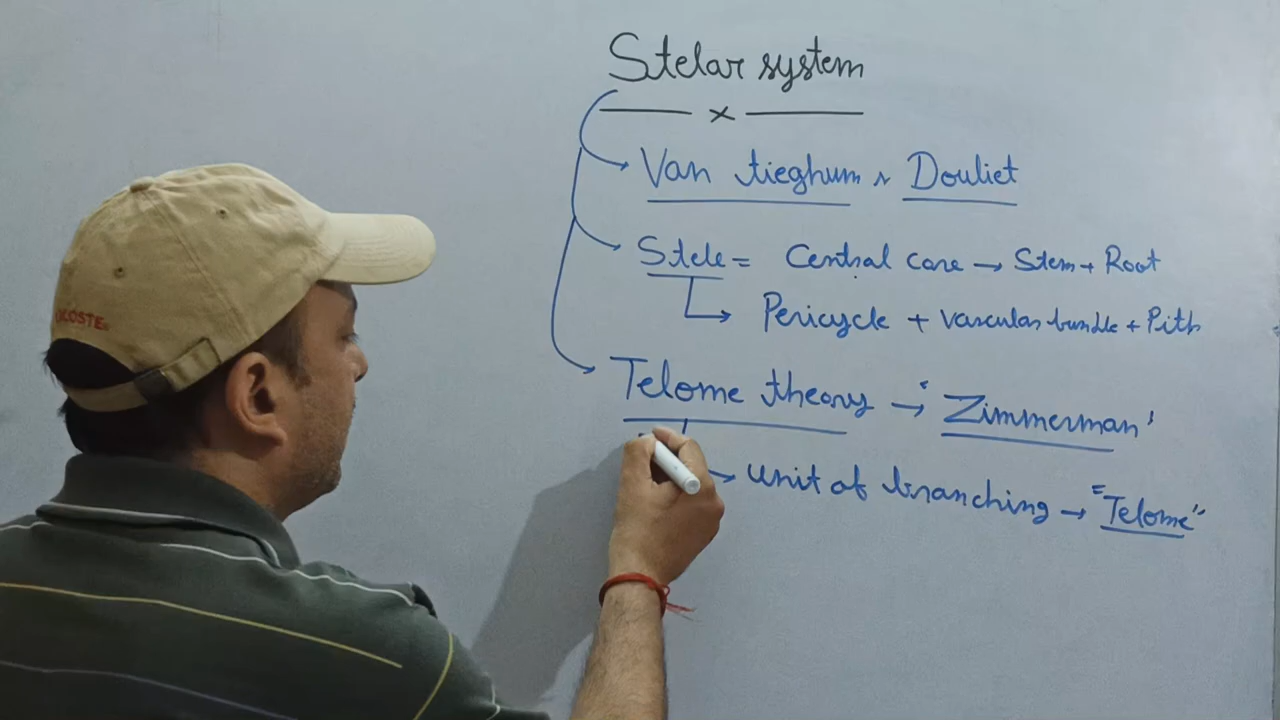 Stelar system
x
Van tieghum & Douliet
Stele = Central core → Stem + Root
Pericycle + Vascular bundle + Pith
Telome theory → 'Zimmerman'
→ unit of branching → "Telome"
LACOSTE